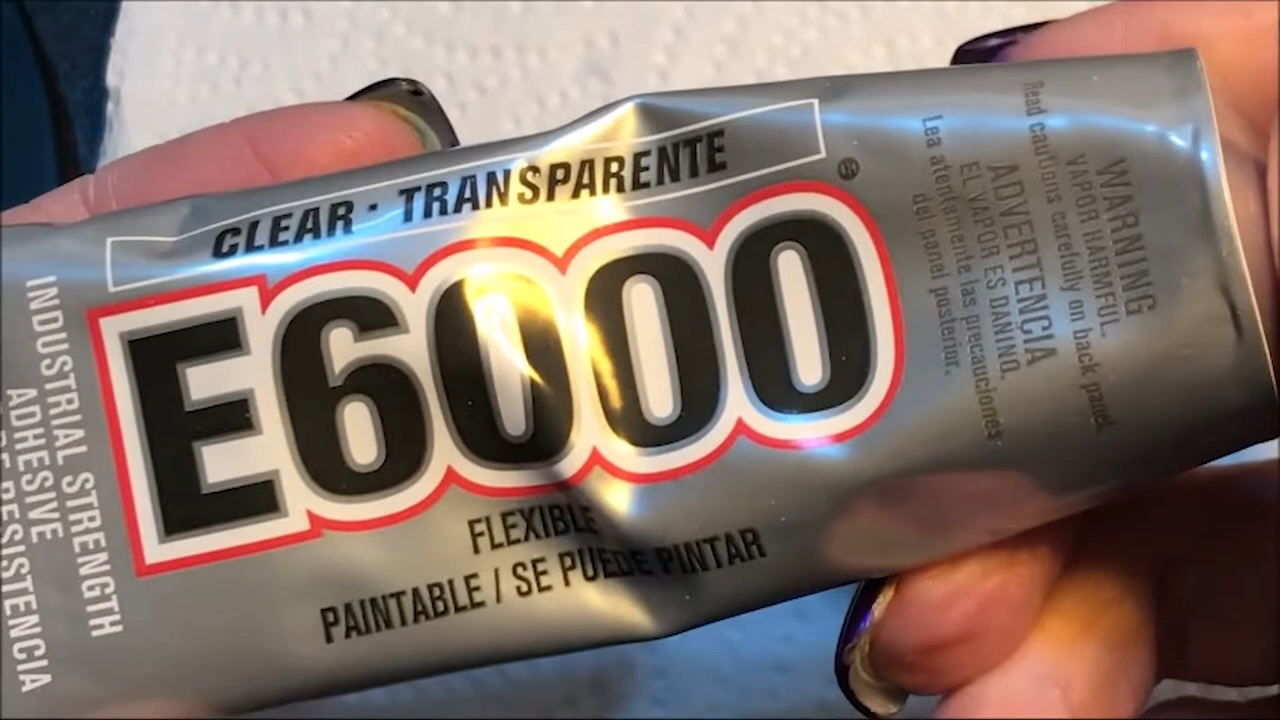 CLEAR · TRANSPARENTE
E6000®
FLEXIBLE
PAINTABLE / SE PUEDE PINTAR
INDUSTRIAL STRENGTH
ADHESIVE
RESISTENCIA
WARNING
VAPOR HARMFUL.
Read cautions carefully on back panel.
ADVERTENCIA
EL VAPOR ES DAÑINO.
Lea atentamente las precauciones
del panel posterior.